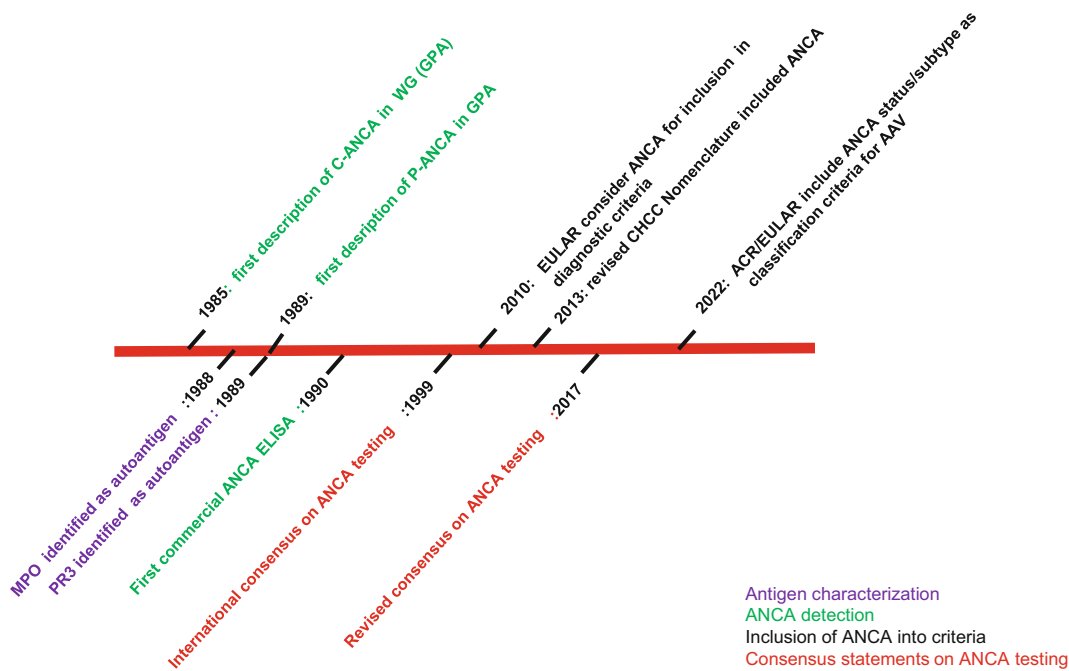 1985: first description of C-ANCA in WG (GPA)
1989: first desription of P-ANCA in GPA
2010: EULAR consider ANCA for inclusion in
diagnostic criteria
2013: revised CHCC Nomenclature included ANCA
2022: ACR/EULAR include ANCA status/subtype as
classification criteria for AAV
MPO identified as autoantigen :1988
PR3 identified as autoantigen : 1989
First commercial ANCA ELISA :1990
International consensus on ANCA testing :1999
Revised consensus on ANCA testing :2017
Antigen characterization
ANCA detection
Inclusion of ANCA into criteria
Consensus statements on ANCA testing